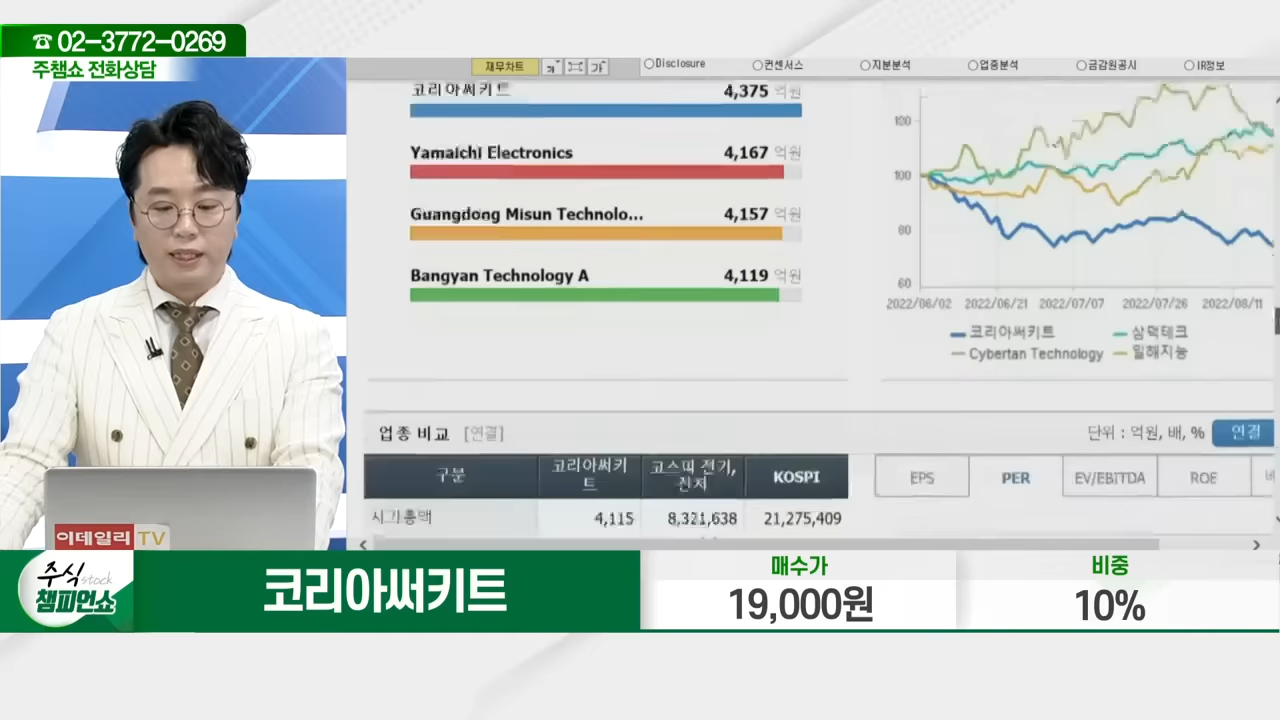 ☎ 02-3772-0269
주챔쇼 전화상담
재무차트
Disclosure
컨센서스
지분분석
업종분석
금감원공시
IR정보
코리아써키트 4,375 억원
Yamaichi Electronics 4,167 억원
Guangdong Misun Technolo... 4,157 억원
Bangyan Technology A 4,119 억원
120
100
80
60
2022/06/02 2022/06/21 2022/07/07 2022/07/26 2022/08/11
코리아써키트 삼덕테크
Cybertan Technology 일해지능
업종 비교 [연결]
단위 : 억원, 배, % 연결
구분 코리아써키트 코스피 전기,전자 KOSPI
EPS PER EV/EBITDA ROE
시가총액 4,115 8,321,638 21,275,409
이데일리 TV
주식 stock
챔피언쇼
코리아써키트
매수가
19,000원
비중
10%